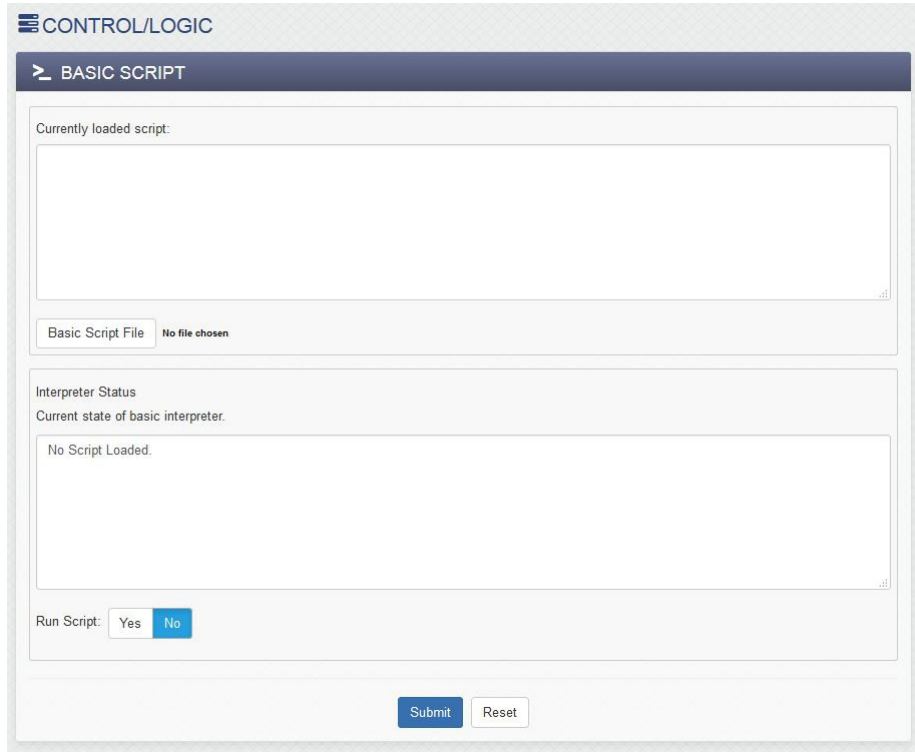 CONTROL/LOGIC
BASIC SCRIPT
Currently loaded script:
Basic Script File No file chosen
Interpreter Status
Current state of basic interpreter.
No Script Loaded.
Run Script: Yes No
Submit Reset